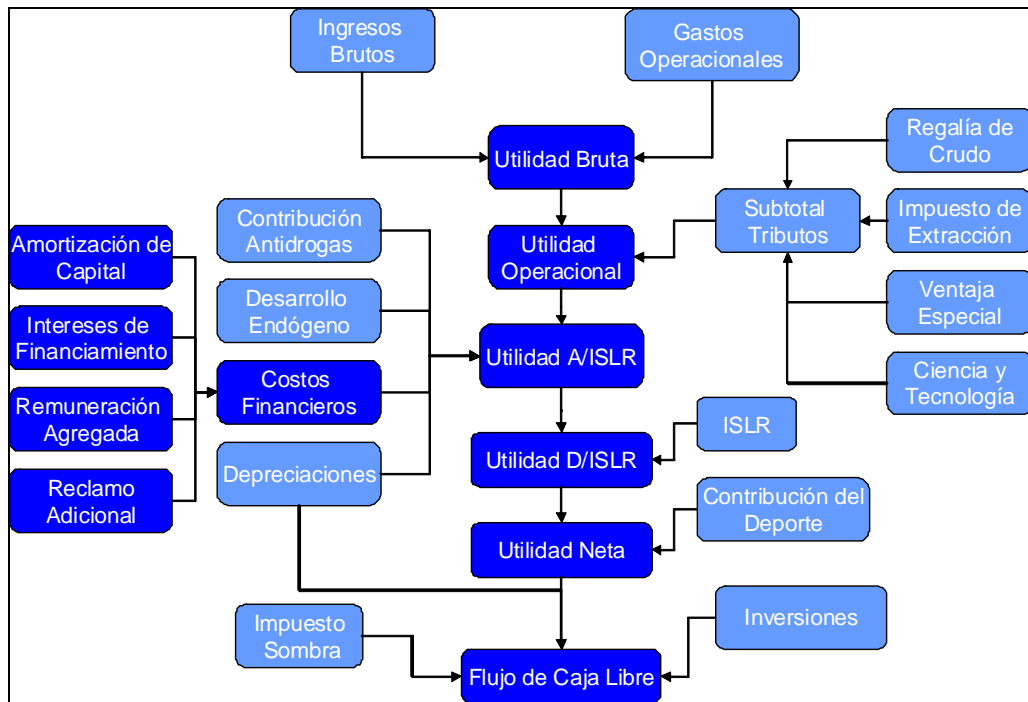 Ingresos
Brutos
Gastos
Operacionales
Regalía de
Crudo
Utilidad Bruta
Contribución
Antidrogas
Subtotal
Tributos
Impuesto de
Extracción
Amortización de
Capital
Utilidad
Operacional
Desarrollo
Endógeno
Ventaja
Especial
Intereses de
Financiamiento
Utilidad A/ISLR
Costos
Financieros
Ciencia y
Tecnología
Remuneración
Agregada
ISLR
Utilidad D/ISLR
Depreciaciones
Reclamo
Adicional
Contribución del
Deporte
Utilidad Neta
Impuesto
Sombra
Inversiones
Flujo de Caja Libre